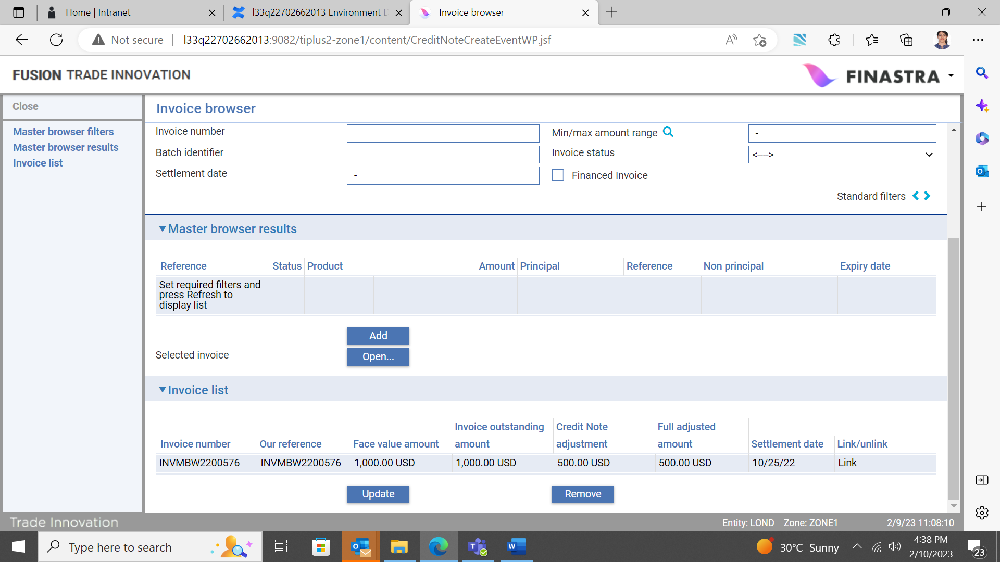 Home | Intranet
l33q22702662013 Environment D
Invoice browser
Not secure
l33q22702662013:9082/tiplus2-zone1/content/CreditNoteCreateEventWP.jsf
FUSION TRADE INNOVATION
FINASTRA
Close
Master browser filters
Master browser results
Invoice list
Invoice browser
Invoice number
Min/max amount range
-
Batch identifier
Invoice status
<---->
Settlement date
-
Financed Invoice
Standard filters
Master browser results
Reference Status Product Amount Principal Reference Non principal Expiry date
Set required filters and
press Refresh to
display list
Add
Selected invoice
Open...
Invoice list
Invoice outstanding Credit Note Full adjusted
Invoice number Our reference Face value amount amount adjustment amount Settlement date Link/unlink
INVMBW2200576 INVMBW2200576 1,000.00 USD 1,000.00 USD 500.00 USD 500.00 USD 10/25/22 Link
Update
Remove
Trade Innovation
Entity: LOND Zone: ZONE1 2/9/23 11:08:10
Type here to search
30°C Sunny
4:38 PM
2/10/2023
23